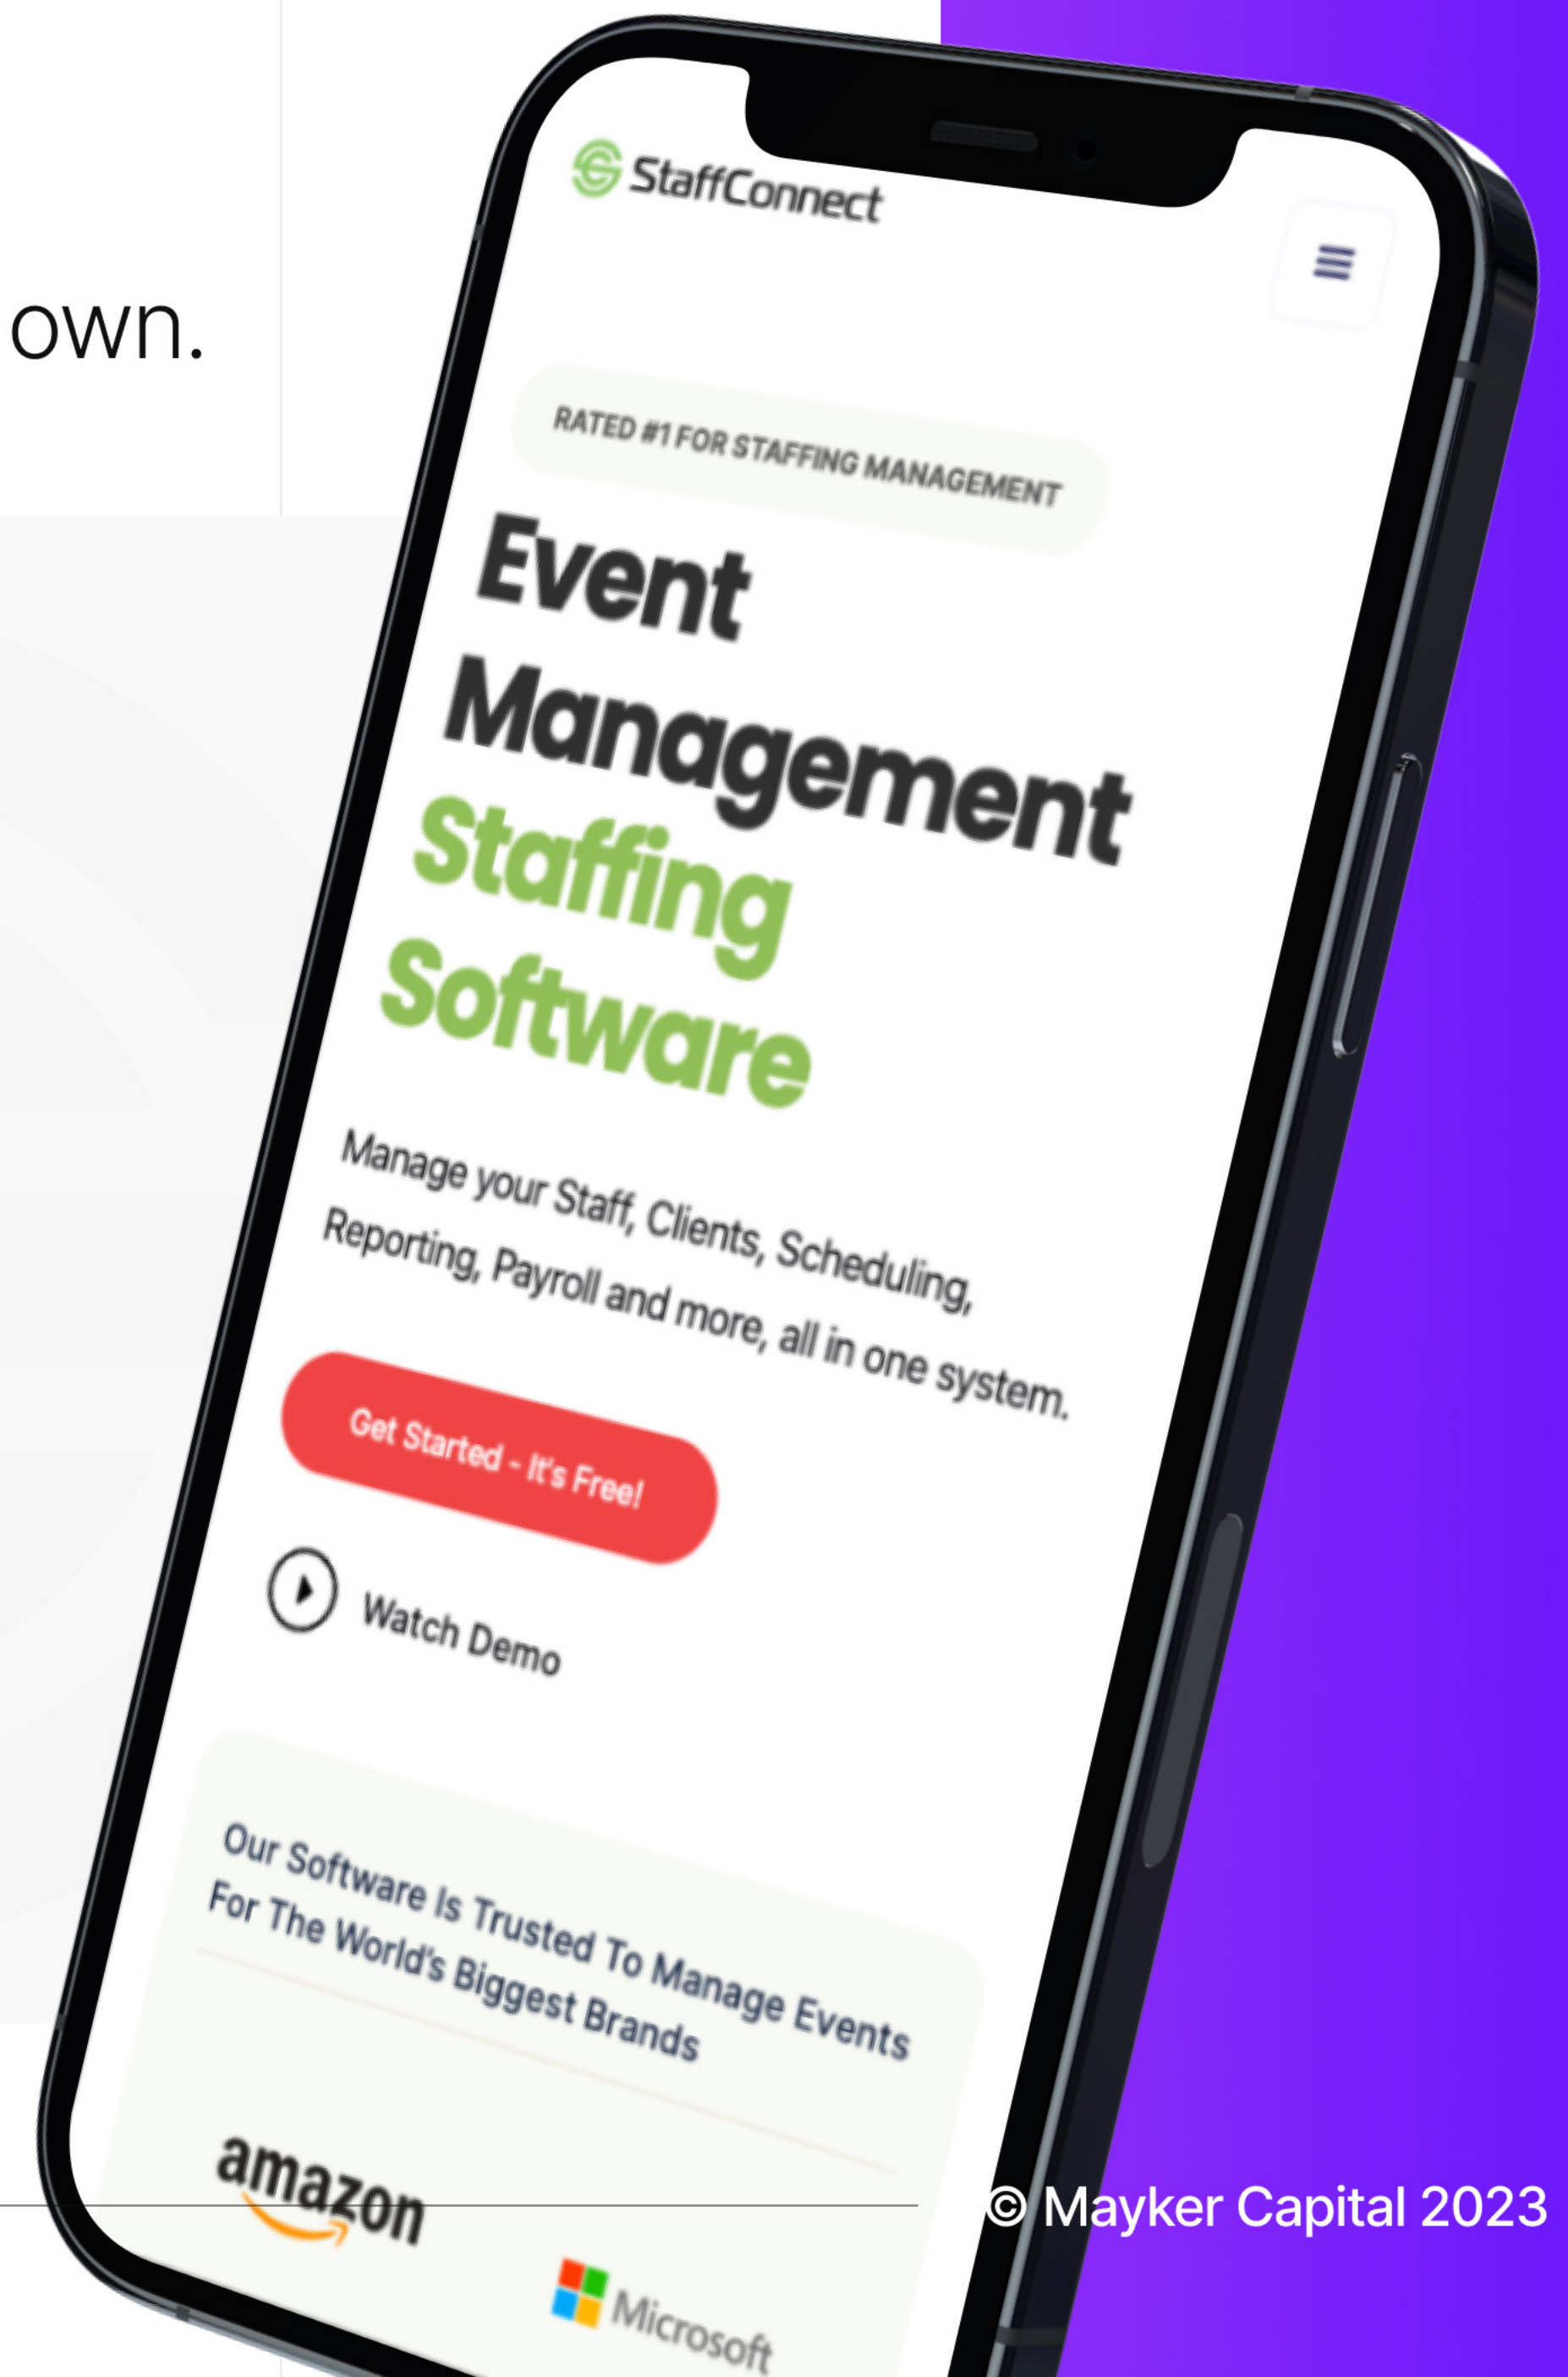 own.
StaffConnect
RATED #1 FOR STAFFING MANAGEMENT
Event
Management
Staffing
Software
Manage your Staff, Clients, Scheduling,
Reporting, Payroll and more, all in one system.
Get Started - It's Free!
Watch Demo
Our Software Is Trusted To Manage Events
For The World's Biggest Brands
amazon
Microsoft
© Mayker Capital 2023